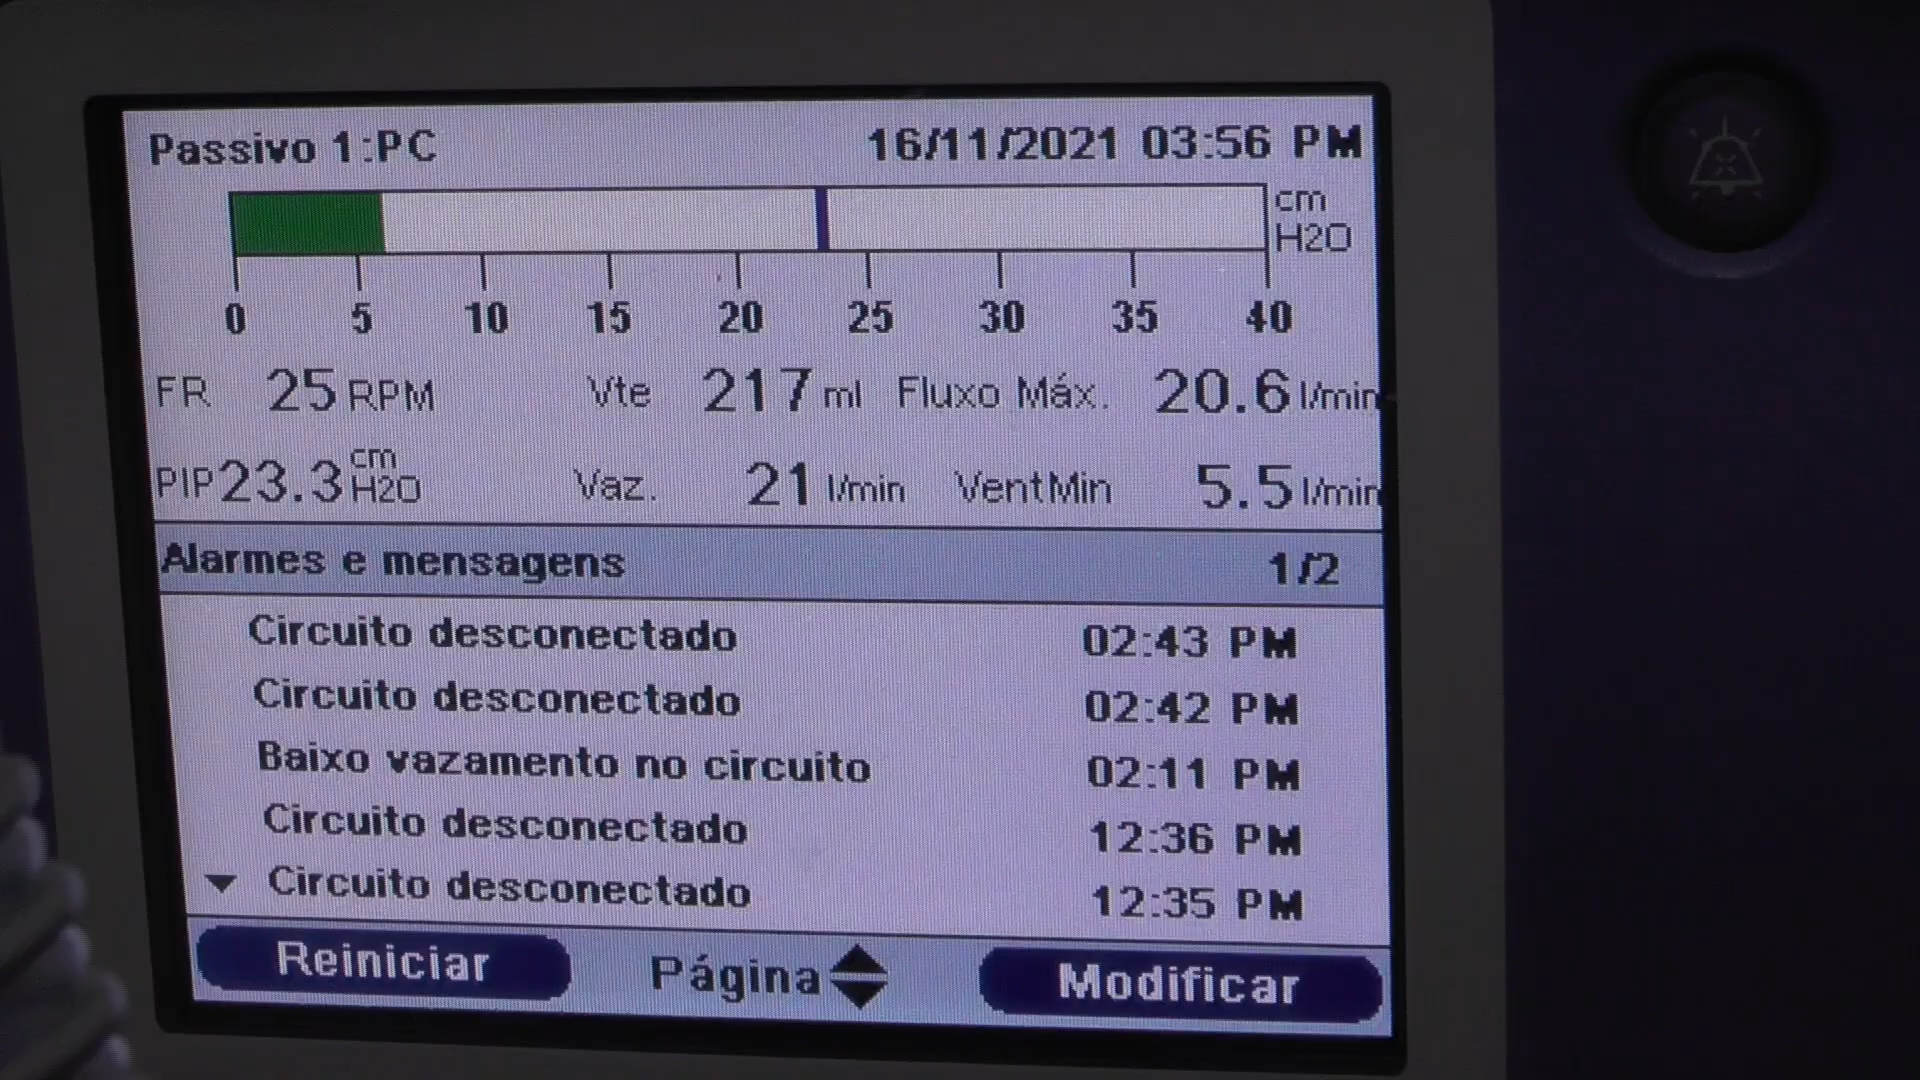 Passivo 1:PC 16/11/2021 03:56 PM
cm
H2O
0 5 10 15 20 25 30 35 40
FR 25 RPM Vte 217 ml Fluxo Máx. 20.6 l/min
PIP 23.3 cm H2O Vaz. 21 l/min VentMin 5.5 l/min
Alarmes e mensagens 1/2
Circuito desconectado 02:43 PM
Circuito desconectado 02:42 PM
Baixo vazamento no circuito 02:11 PM
Circuito desconectado 12:36 PM
Circuito desconectado 12:35 PM
Reiniciar Página Modificar